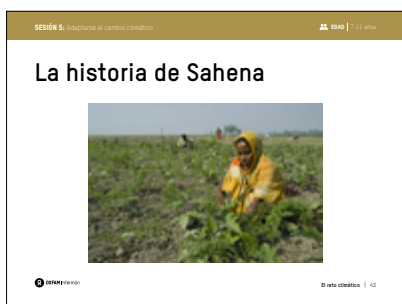 SESIÓN 5: Adaptarse al cambio climático
EDAD | 7-11 años
La historia de Sahena
OXFAM Intermón
El reto climático | 43